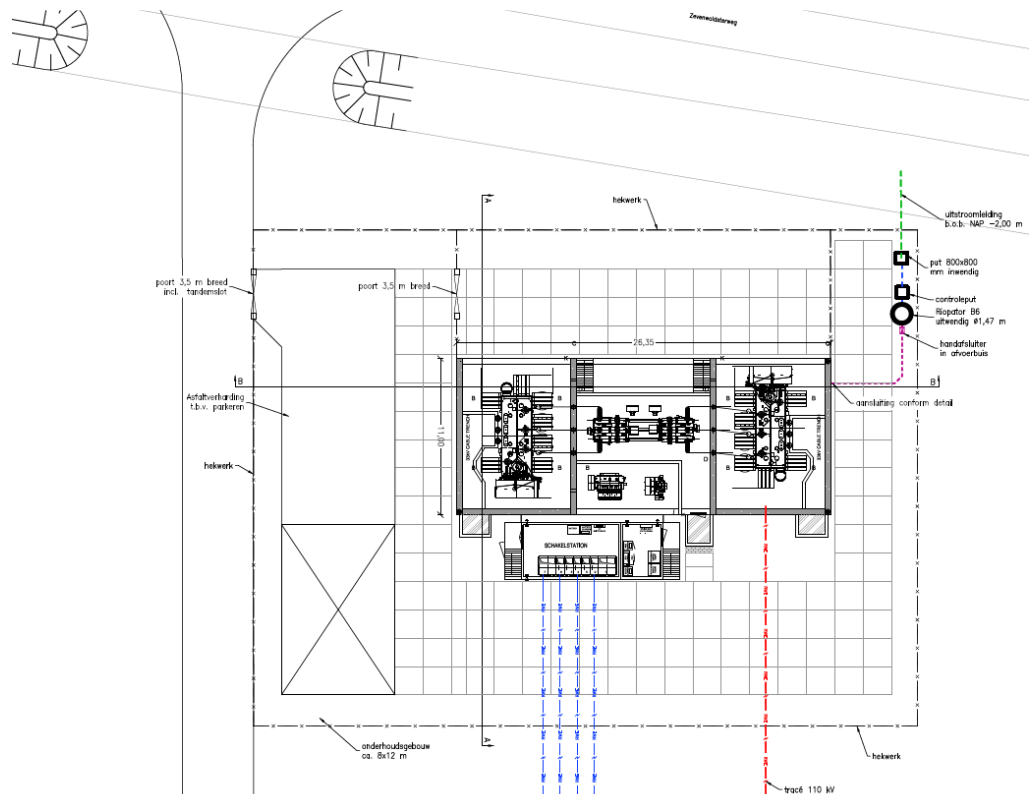 Zevenwoldsterweg
A
hekwerk
uitstroomleiding
b.o.b. NAP -2,00 m
put 800x800
mm inwendig
poort 3,5 m breed
incl. tandemslot
poort 3,5 m breed
controleput
Riopator B6
uitwendig ø1,47 m
handafsluiter
in afvoerbuis
26,35
B
B
aansluiting conform detail
Asfaltverharding
t.b.v. parkeren
11,00
B
B
B
B
hekwerk
B
B
B
B
D
SCHAKELSTATION
A
onderhoudsgebouw
ca. 8x12 m
hekwerk
tracé 110 kV